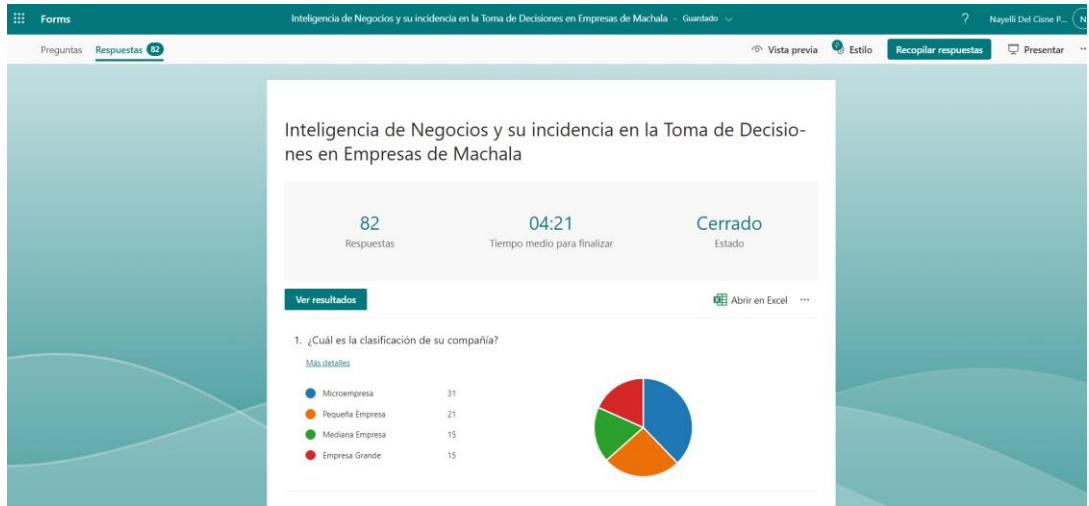 Forms
Inteligencia de Negocios y su incidencia en la Toma de Decisiones en Empresas de Machala - Guardado
? Nayelli Del Cisne P...
Preguntas Respuestas 82
Vista previa Estilo Recopilar respuestas Presentar ...
Inteligencia de Negocios y su incidencia en la Toma de Decisio-
nes en Empresas de Machala
82 04:21 Cerrado
Respuestas Tiempo medio para finalizar Estado
Ver resultados Abrir en Excel ...
1. ¿Cuál es la clasificación de su compañía?
Más detalles
Microempresa 31
Pequeña Empresa 21
Mediana Empresa 15
Empresa Grande 15